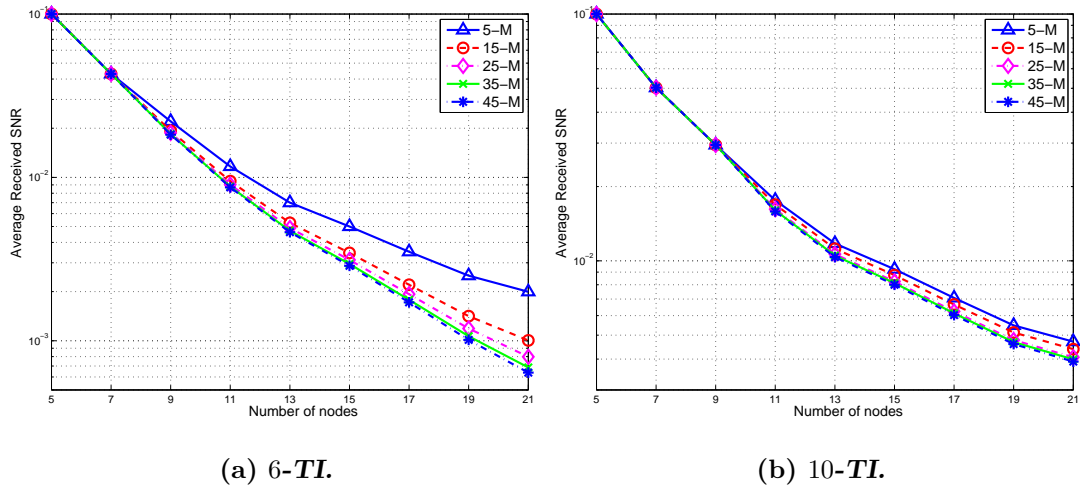 10⁻¹
10⁻²
10⁻³
Average Received SNR
5 7 9 11 13 15 17 19 21
Number of nodes
5−M
15−M
25−M
35−M
45−M
(a) 6-TI.
10⁻¹
10⁻²
Average Received SNR
5 7 9 11 13 15 17 19 21
Number of nodes
5−M
15−M
25−M
35−M
45−M
(b) 10-TI.